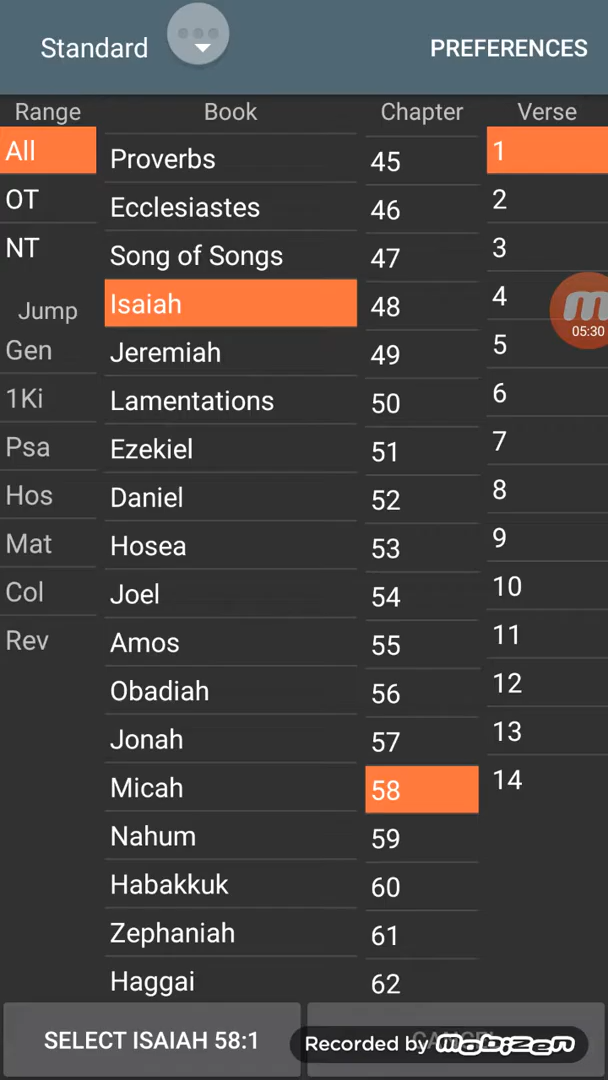 Standard
PREFERENCES
Range Book Chapter Verse
All
OT
NT
Jump
Gen
1Ki
Psa
Hos
Mat
Col
Rev
Proverbs
Ecclesiastes
Song of Songs
Isaiah
Jeremiah
Lamentations
Ezekiel
Daniel
Hosea
Joel
Amos
Obadiah
Jonah
Micah
Nahum
Habakkuk
Zephaniah
Haggai
45
46
47
48
49
50
51
52
53
54
55
56
57
58
59
60
61
62
1
2
3
4
5
6
7
8
9
10
11
12
13
14
05:30
SELECT ISAIAH 58:1
CANCEL
Recorded by mobizen